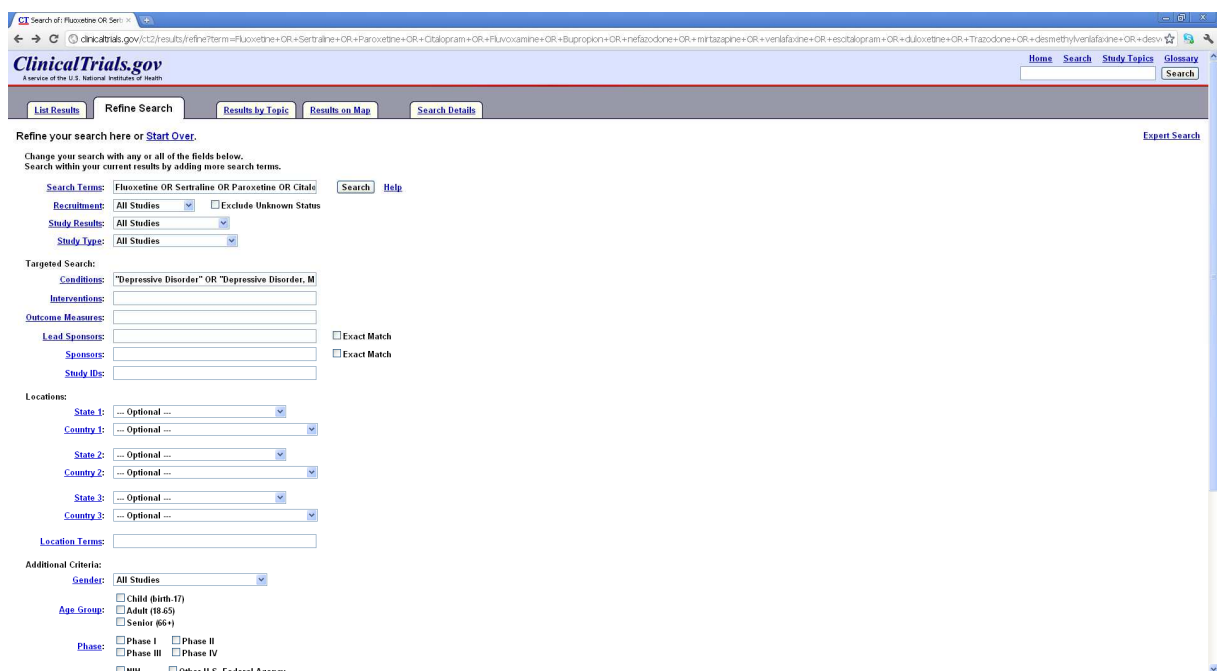 CT Search of: Fluoxetine OR Sert
clinicaltrials.gov/ct2/results/refine?term=Fluoxetine+OR+Sertraline+OR+Paroxetine+OR+Citalopram+OR+Fluvoxamine+OR+Bupropion+OR+nefazodone+OR+mirtazapine+OR+venlafaxine+OR+escitalopram+OR+duloxetine+OR+Trazodone+OR+desmethylvenlafaxine+OR+desv
ClinicalTrials.gov
A service of the U.S. National Institutes of Health
Home Search Study Topics Glossary
Search
List Results Refine Search Results by Topic Results on Map Search Details
Refine your search here or Start Over.
Expert Search
Change your search with any or all of the fields below.
Search within your current results by adding more search terms.
Search Terms: Fluoxetine OR Sertraline OR Paroxetine OR Citalo Search Help
Recruitment: All Studies Exclude Unknown Status
Study Results: All Studies
Study Type: All Studies
Targeted Search:
Conditions: "Depressive Disorder" OR "Depressive Disorder, M
Interventions:
Outcome Measures:
Lead Sponsors: Exact Match
Sponsors: Exact Match
Study IDs:
Locations:
State 1: --- Optional ---
Country 1: --- Optional ---
State 2: --- Optional ---
Country 2: --- Optional ---
State 3: --- Optional ---
Country 3: --- Optional ---
Location Terms:
Additional Criteria:
Gender: All Studies
Age Group: Child (birth-17)
Adult (18-65)
Senior (66+)
Phase: Phase I Phase II
Phase III Phase IV
NIH Other U.S. Federal Agency